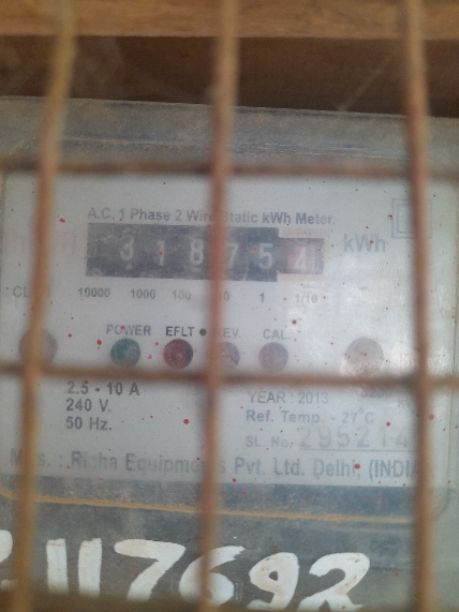 A.C. 1 Phase 2 Wire Static kWh Meter.
318754 kWh
10000 1000 100 10 1 1/10
POWER EFLT REV. CAL
2.5 - 10 A
240 V.
50 Hz.
YEAR : 2013
Ref. Temp. - 27°C
SL. No. 295214
Equipments Pvt. Ltd. Delhi, (INDIA
117692